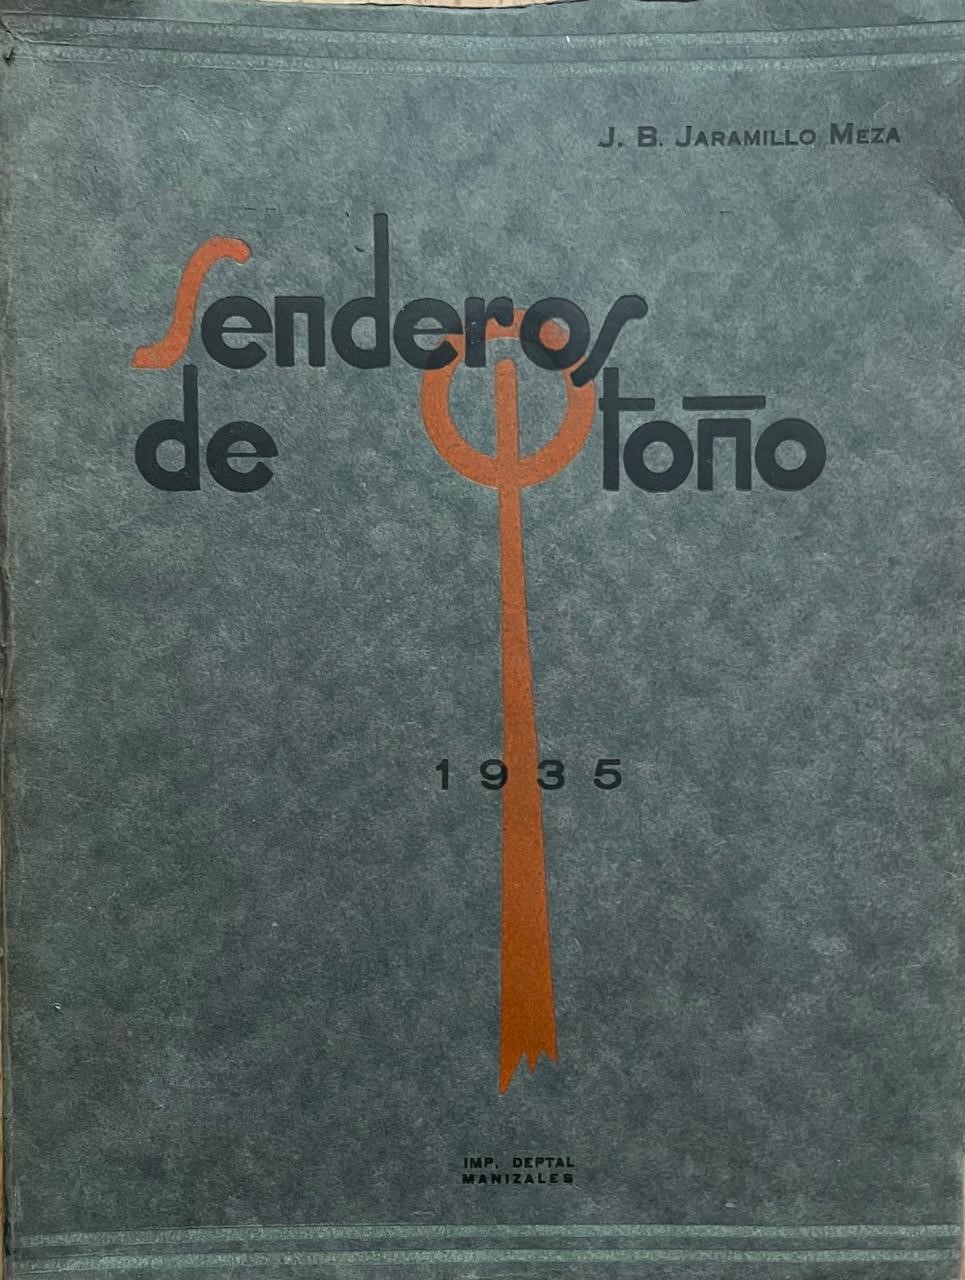 J. B. JARAMILLO MEZA
Senderos
de Otoño
1935
IMP. DEPTAL
MANIZALES